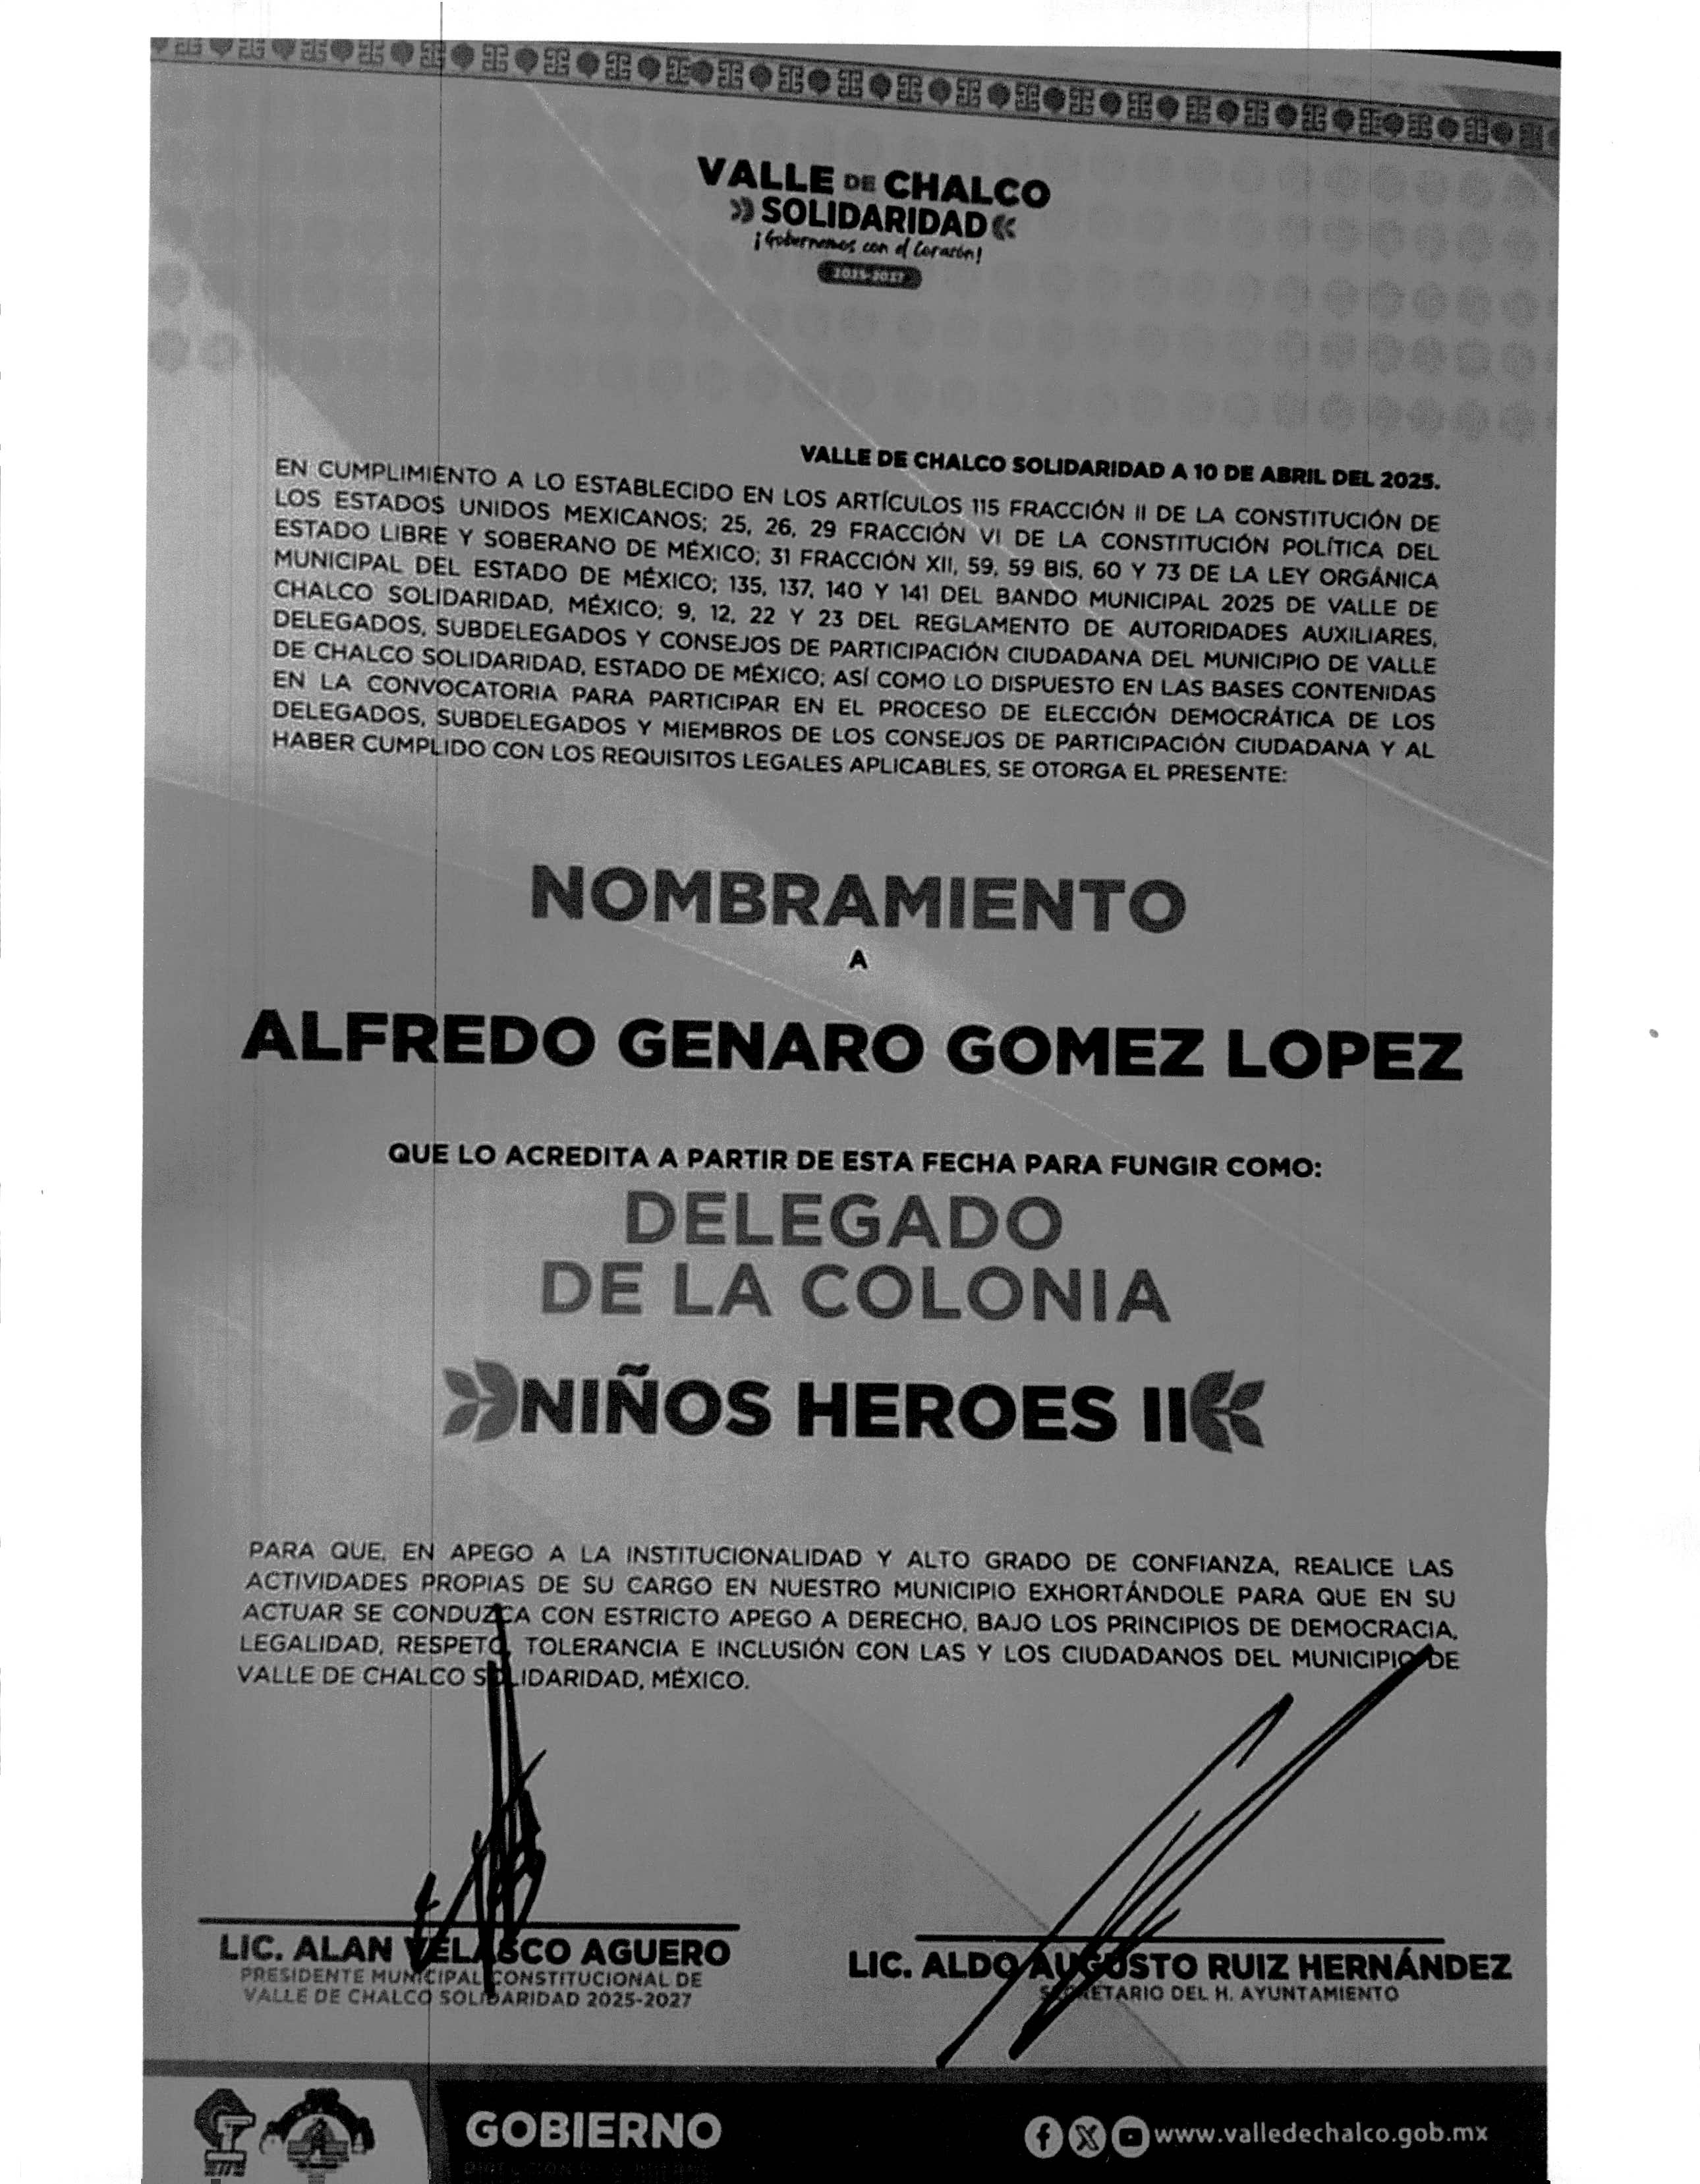 VALLE DE CHALCO
SOLIDARIDAD
¡Gobernemos con el Corazón!
2025-2027
VALLE DE CHALCO SOLIDARIDAD A 10 DE ABRIL DEL 2025.
EN CUMPLIMIENTO A LO ESTABLECIDO EN LOS ARTÍCULOS 115 FRACCIÓN II DE LA CONSTITUCIÓN DE
LOS ESTADOS UNIDOS MEXICANOS; 25, 26, 29 FRACCIÓN VI DE LA CONSTITUCIÓN POLÍTICA DEL
ESTADO LIBRE Y SOBERANO DE MÉXICO; 31 FRACCIÓN XII, 59, 59 BIS, 60 Y 73 DE LA LEY ORGÁNICA
MUNICIPAL DEL ESTADO DE MÉXICO; 135, 137, 140 Y 141 DEL BANDO MUNICIPAL 2025 DE VALLE DE
CHALCO SOLIDARIDAD, MÉXICO; 9, 12, 22 Y 23 DEL REGLAMENTO DE AUTORIDADES AUXILIARES,
DELEGADOS, SUBDELEGADOS Y CONSEJOS DE PARTICIPACIÓN CIUDADANA DEL MUNICIPIO DE VALLE
DE CHALCO SOLIDARIDAD, ESTADO DE MÉXICO; ASÍ COMO LO DISPUESTO EN LAS BASES CONTENIDAS
EN LA CONVOCATORIA PARA PARTICIPAR EN EL PROCESO DE ELECCIÓN DEMOCRÁTICA DE LOS
DELEGADOS, SUBDELEGADOS Y MIEMBROS DE LOS CONSEJOS DE PARTICIPACIÓN CIUDADANA Y AL
HABER CUMPLIDO CON LOS REQUISITOS LEGALES APLICABLES, SE OTORGA EL PRESENTE:
NOMBRAMIENTO
A
ALFREDO GENARO GOMEZ LOPEZ
QUE LO ACREDITA A PARTIR DE ESTA FECHA PARA FUNGIR COMO:
DELEGADO
DE LA COLONIA
NIÑOS HEROES II
PARA QUE, EN APEGO A LA INSTITUCIONALIDAD Y ALTO GRADO DE CONFIANZA, REALICE LAS
ACTIVIDADES PROPIAS DE SU CARGO EN NUESTRO MUNICIPIO EXHORTÁNDOLE PARA QUE EN SU
ACTUAR SE CONDUZCA CON ESTRICTO APEGO A DERECHO, BAJO LOS PRINCIPIOS DE DEMOCRACIA,
LEGALIDAD, RESPETO, TOLERANCIA E INCLUSIÓN CON LAS Y LOS CIUDADANOS DEL MUNICIPIO DE
VALLE DE CHALCO SOLIDARIDAD, MÉXICO.
LIC. ALAN VELASCO AGUERO
PRESIDENTE MUNICIPAL CONSTITUCIONAL DE
VALLE DE CHALCO SOLIDARIDAD 2025-2027
LIC. ALDO AUGUSTO RUIZ HERNÁNDEZ
SECRETARIO DEL H. AYUNTAMIENTO
GOBIERNO
www.valledechalco.gob.mx